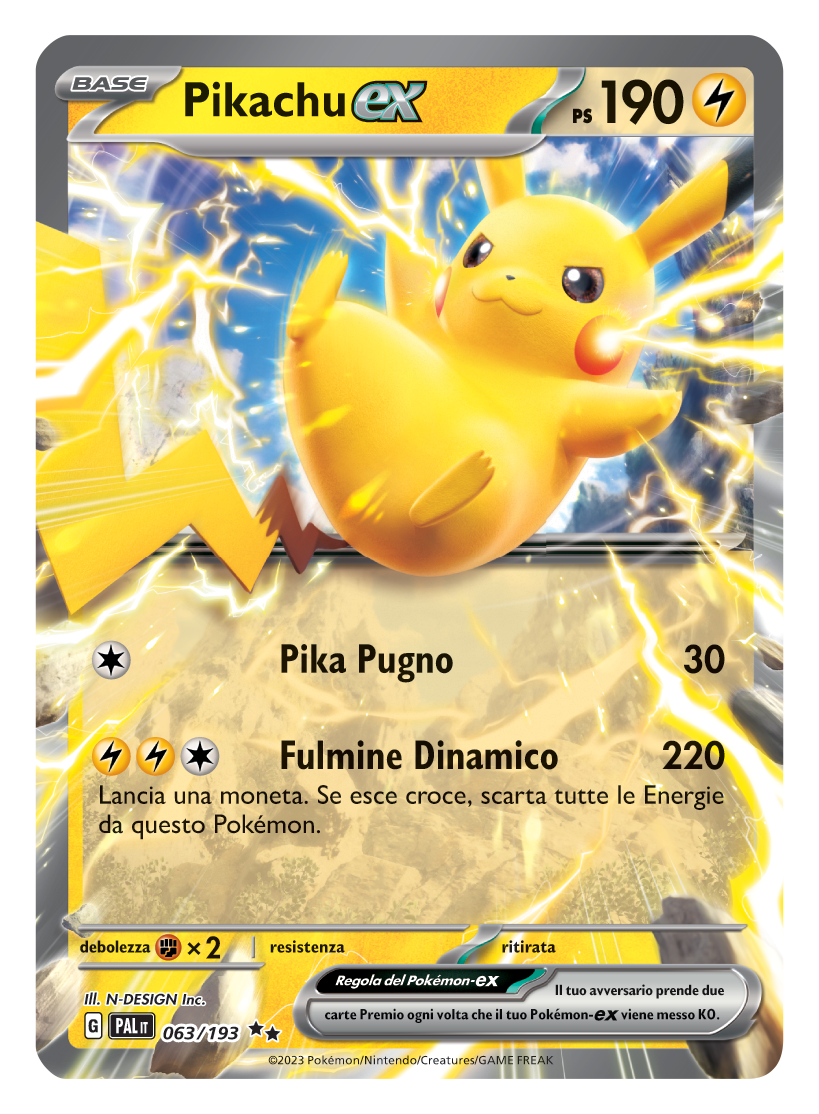 BASE
Pikachu ex
PS 190
Pika Pugno 30
Fulmine Dinamico 220
Lancia una moneta. Se esce croce, scarta tutte le Energie
da questo Pokémon.
debolezza ×2 resistenza ritirata
Regola del Pokémon-ex
Il tuo avversario prende due
carte Premio ogni volta che il tuo Pokémon-ex viene messo KO.
Ill. N-DESIGN Inc.
G PAL IT 063/193
©2023 Pokémon/Nintendo/Creatures/GAME FREAK